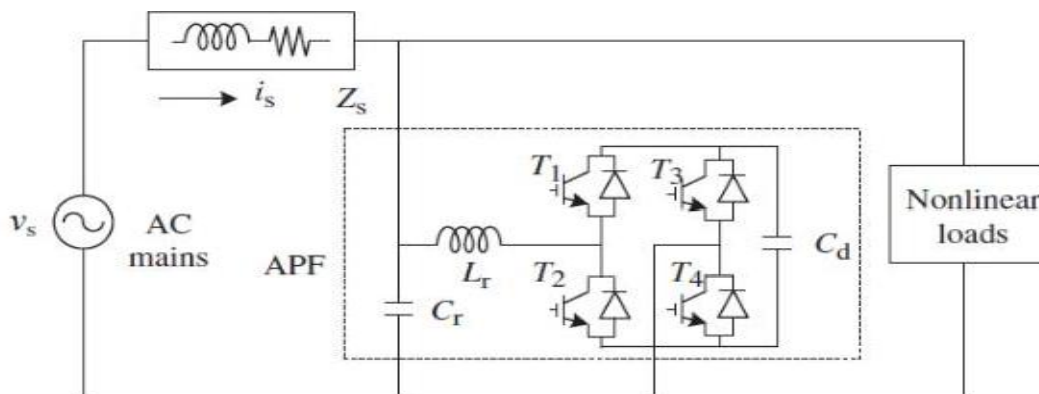 i_s
Z_s
T_1
T_3
v_s
AC
mains
APF
L_r
C_r
T_2
T_4
C_d
Nonlinear
loads